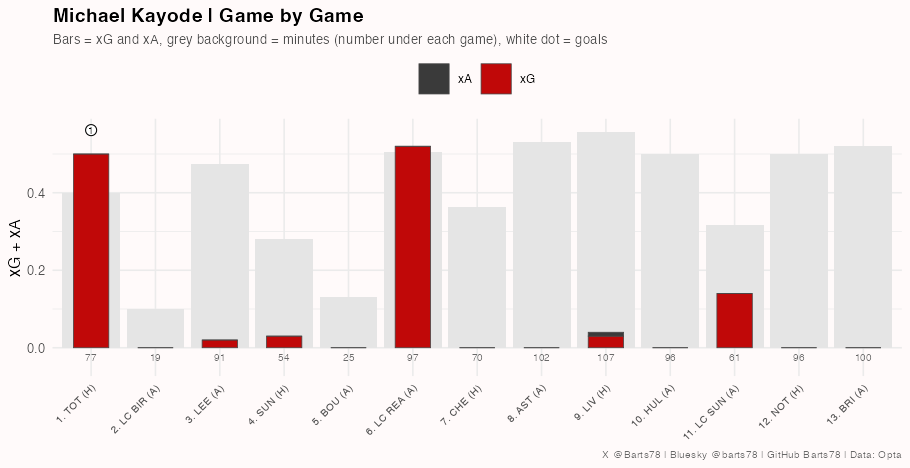 Michael Kayode | Game by Game
Bars = xG and xA, grey background = minutes (number under each game), white dot = goals
xA xG
1
xG + xA
0.4
0.2
0.0
77 19 91 54 25 97 70 102 107 96 61 96 100
1. TOT (H)
2. LC BIR (A)
3. LEE (A)
4. SUN (H)
5. BOU (A)
6. LC REA (A)
7. CHE (H)
8. AST (A)
9. LIV (H)
10. HUL (A)
11. LC SUN (A)
12. NOT (H)
13. BRI (A)
X @Barts78 | Bluesky @barts78 | GitHub Barts78 | Data: Opta